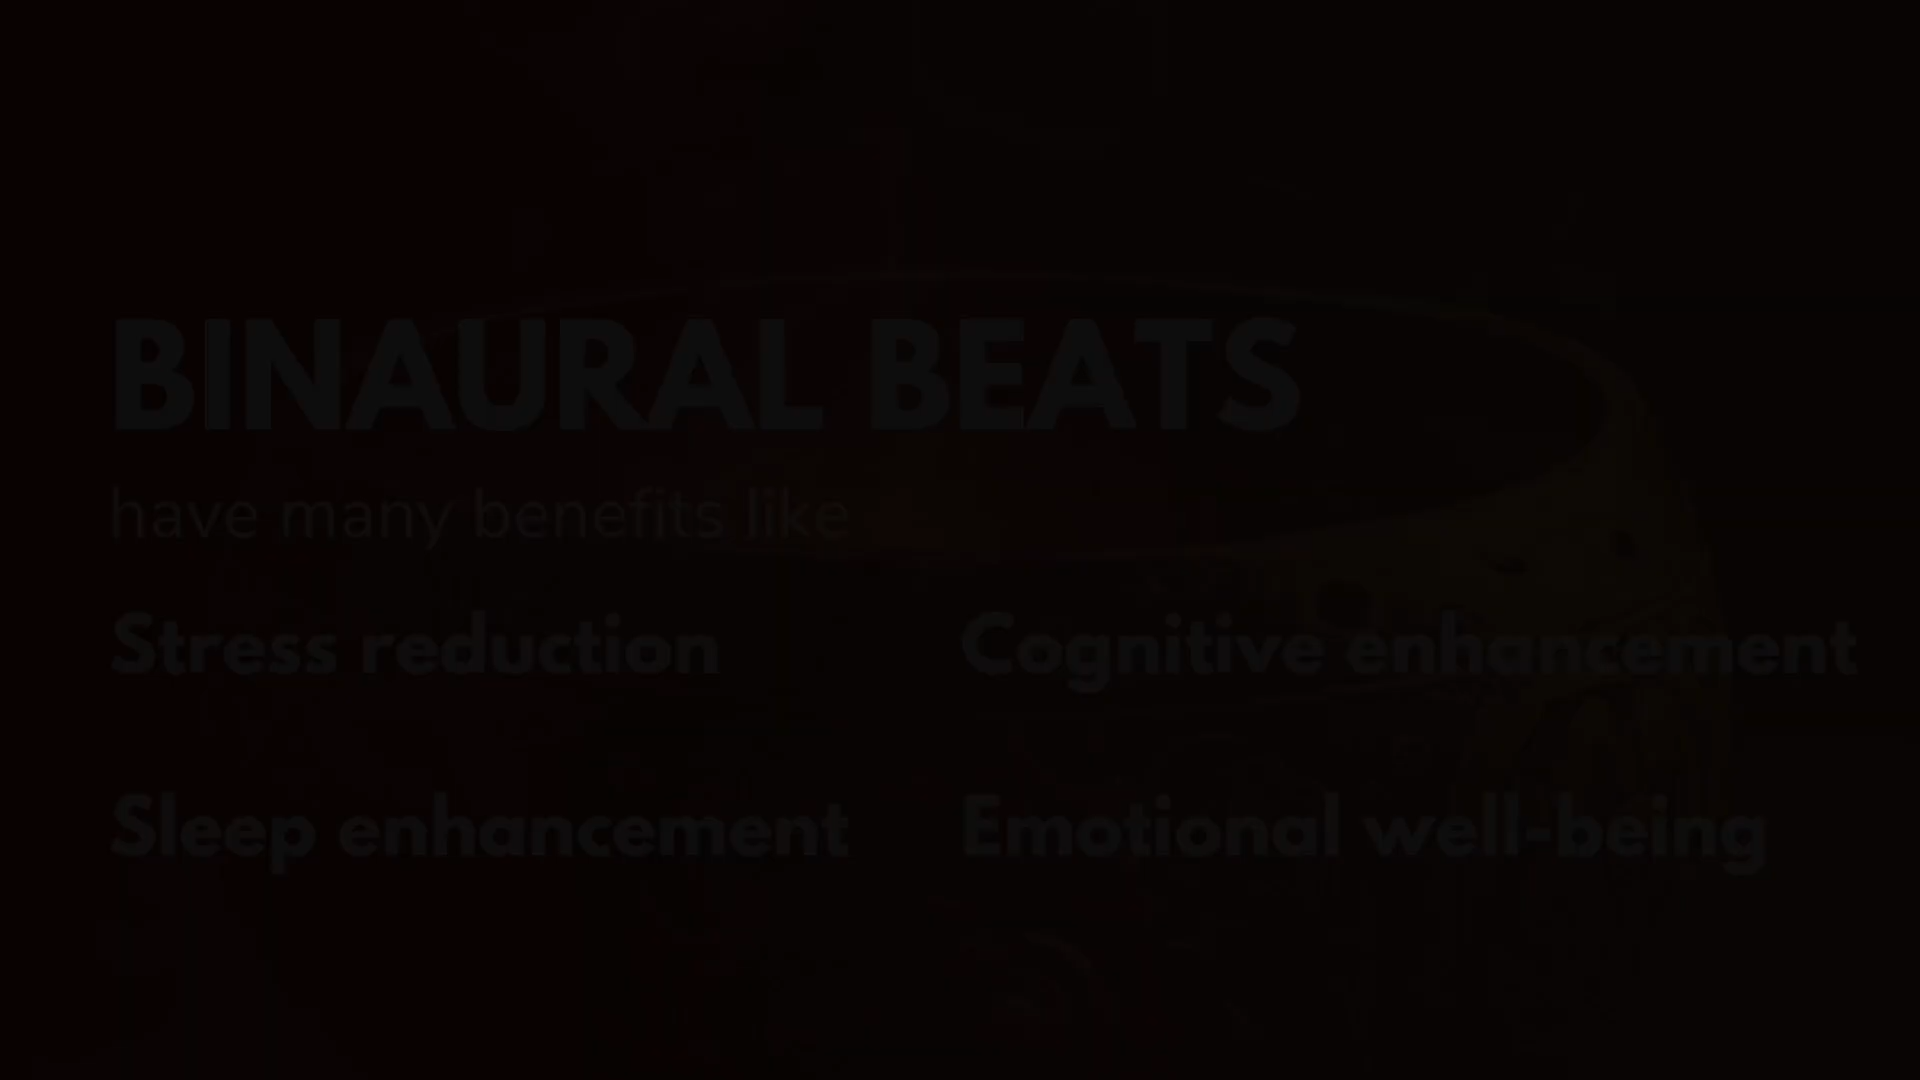 BINAURAL BEATS
have many benefits like
Stress reduction
Cognitive enhancement
Sleep enhancement
Emotional well-being